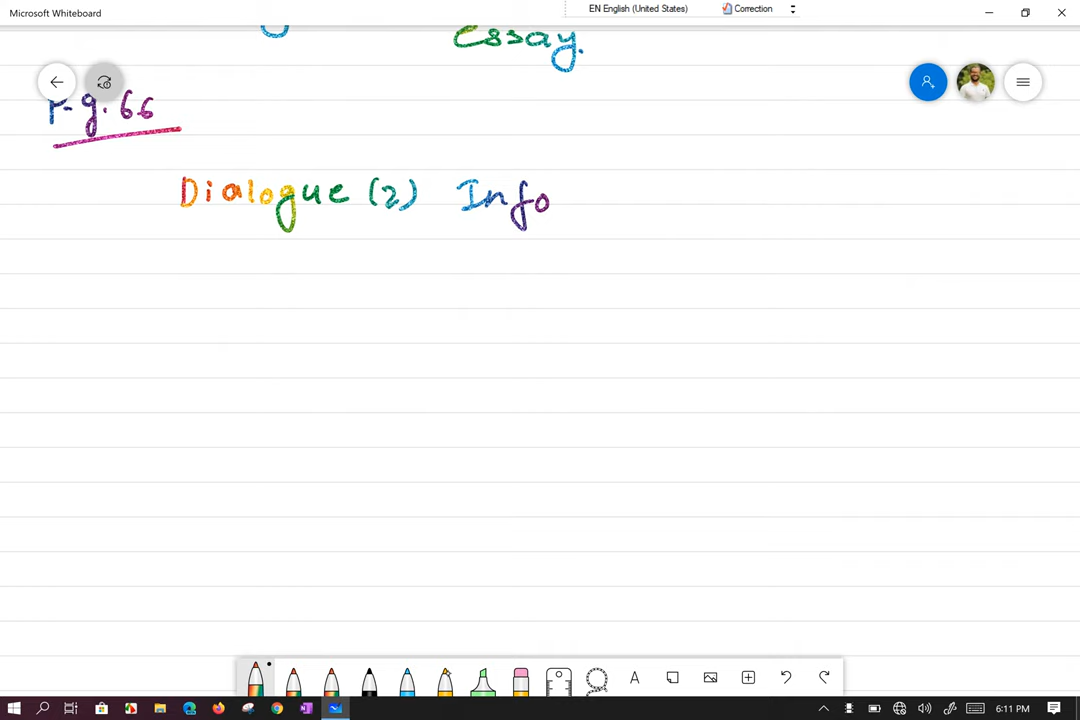 Microsoft Whiteboard
EN English (United States)
Correction
Essay.
P.g.66
Dialogue (2) Info
A
6:11 PM